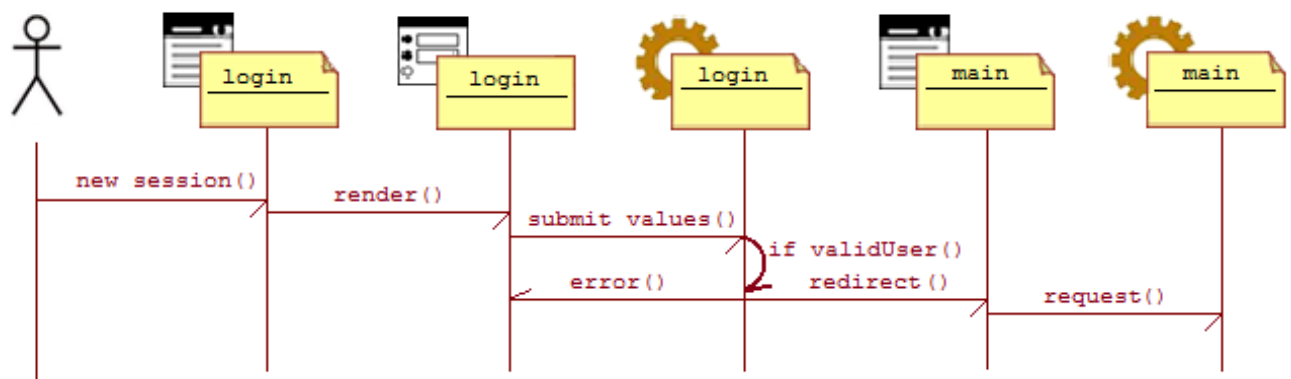 login
login
login
main
main
new session()
render()
submit values()
if validUser()
error()
redirect()
request()